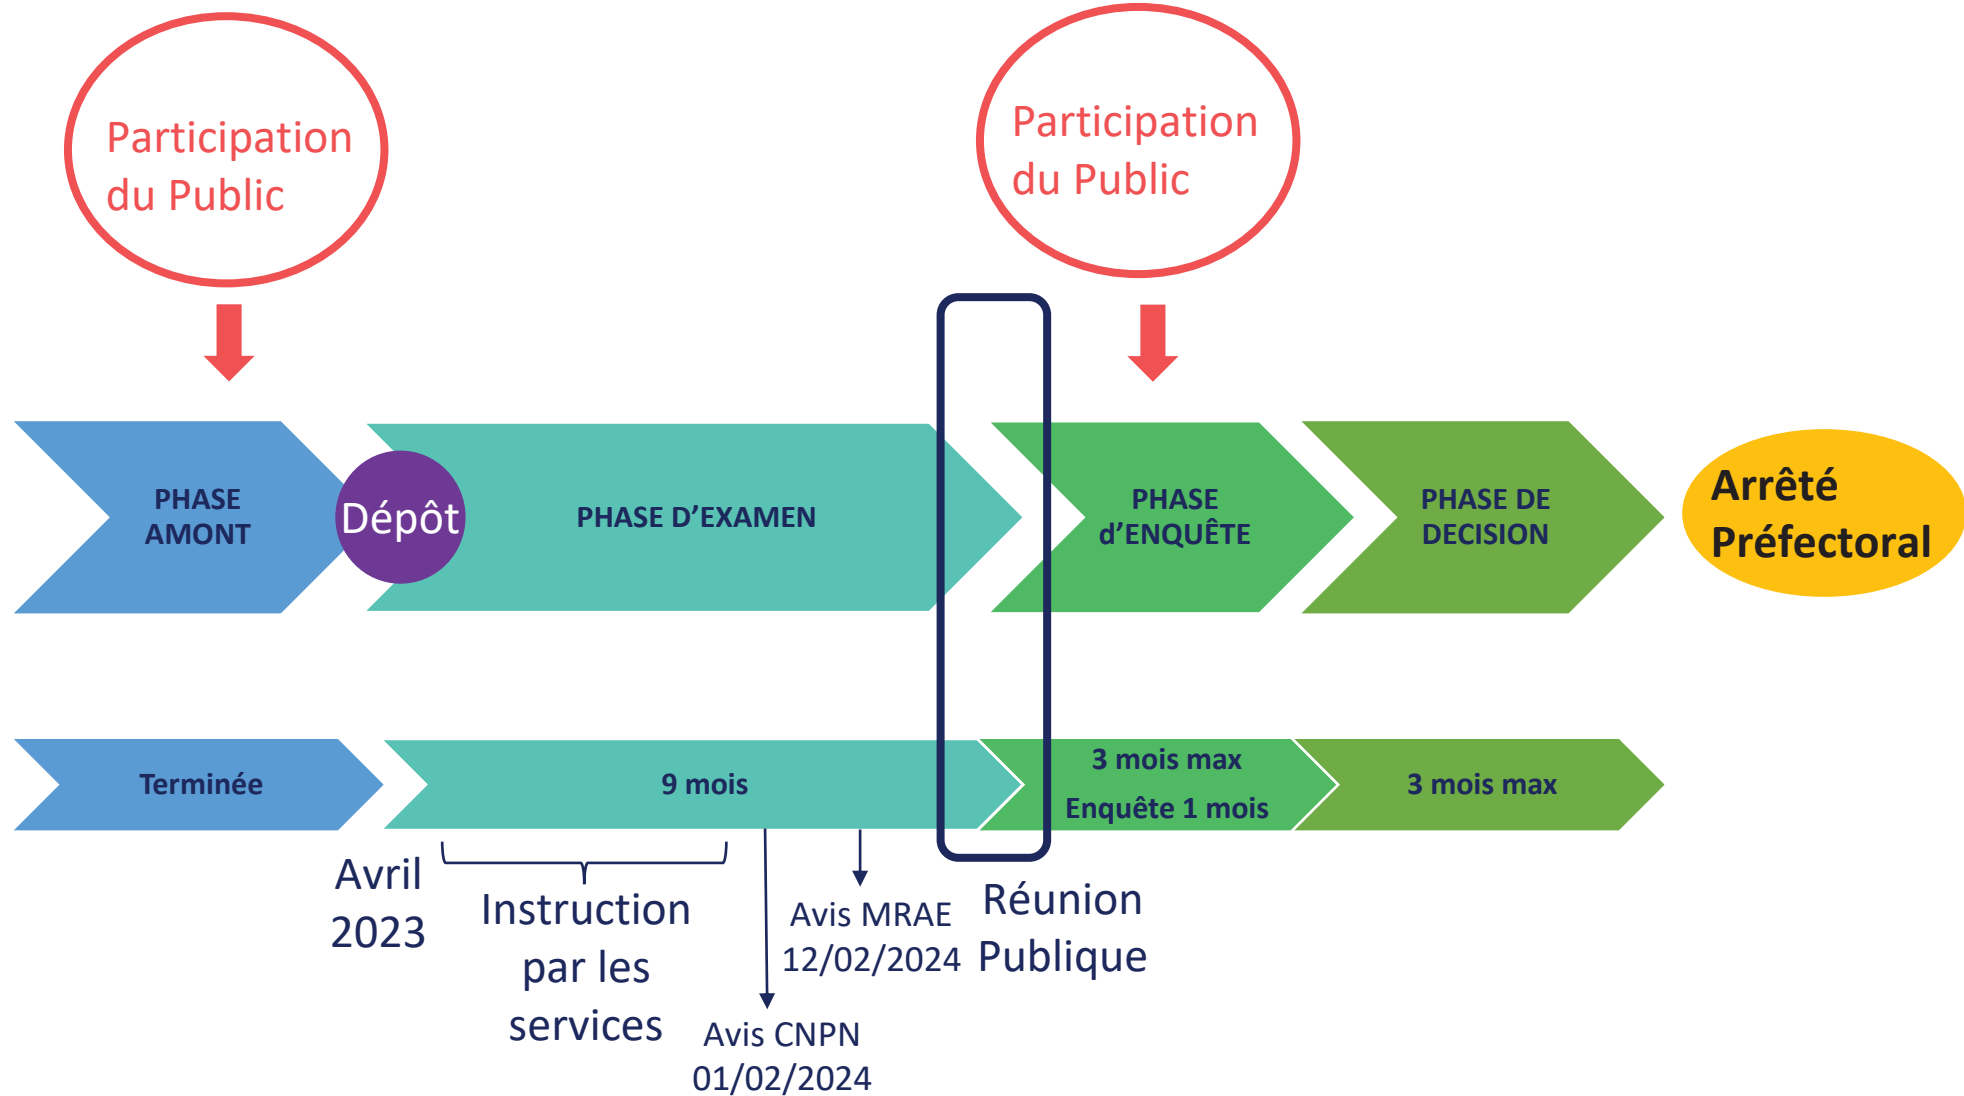 Participation
du Public
Participation
du Public
PHASE
AMONT
Dépôt
PHASE D’EXAMEN
PHASE
d’ENQUÊTE
PHASE DE
DECISION
Arrêté
Préfectoral
Terminée
9 mois
3 mois max
Enquête 1 mois
3 mois max
Avril
2023
Instruction
par les
services
Avis CNPN
01/02/2024
Avis MRAE
12/02/2024
Réunion
Publique